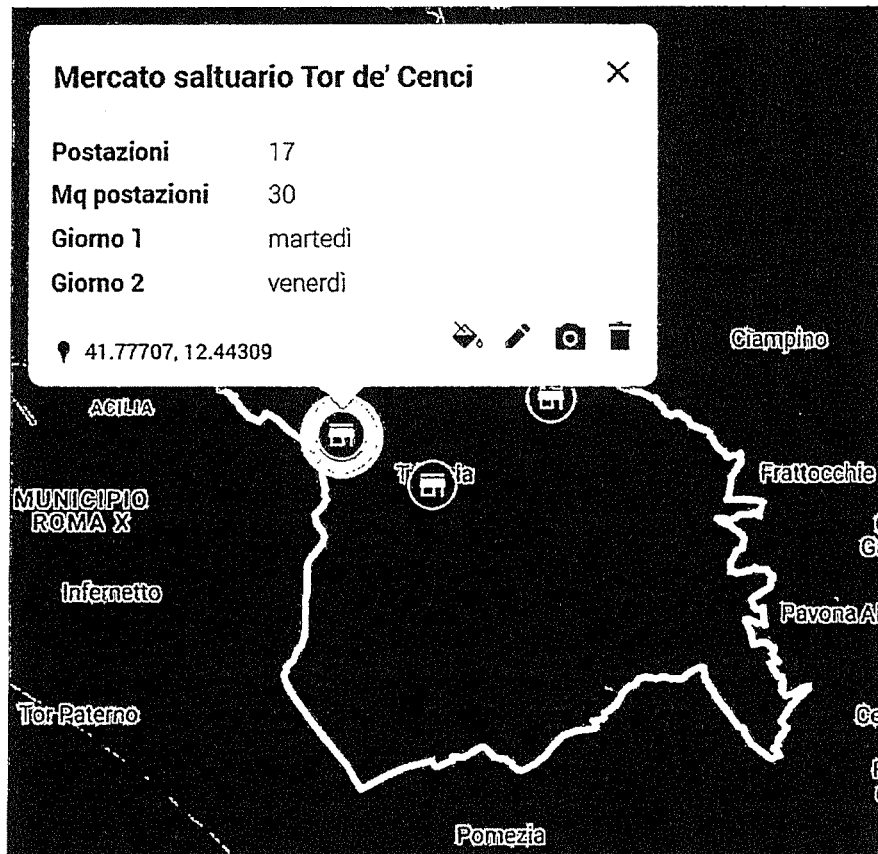 Mercato saltuario Tor de' Cenci
Postazioni 17
Mq postazioni 30
Giorno 1 martedì
Giorno 2 venerdì
41.77707, 12.44309
Ciampino
ACILIA
Frattocchie
MUNICIPIO
ROMA X
Infernetto
Pavona
Tor Paterno
Pomezia